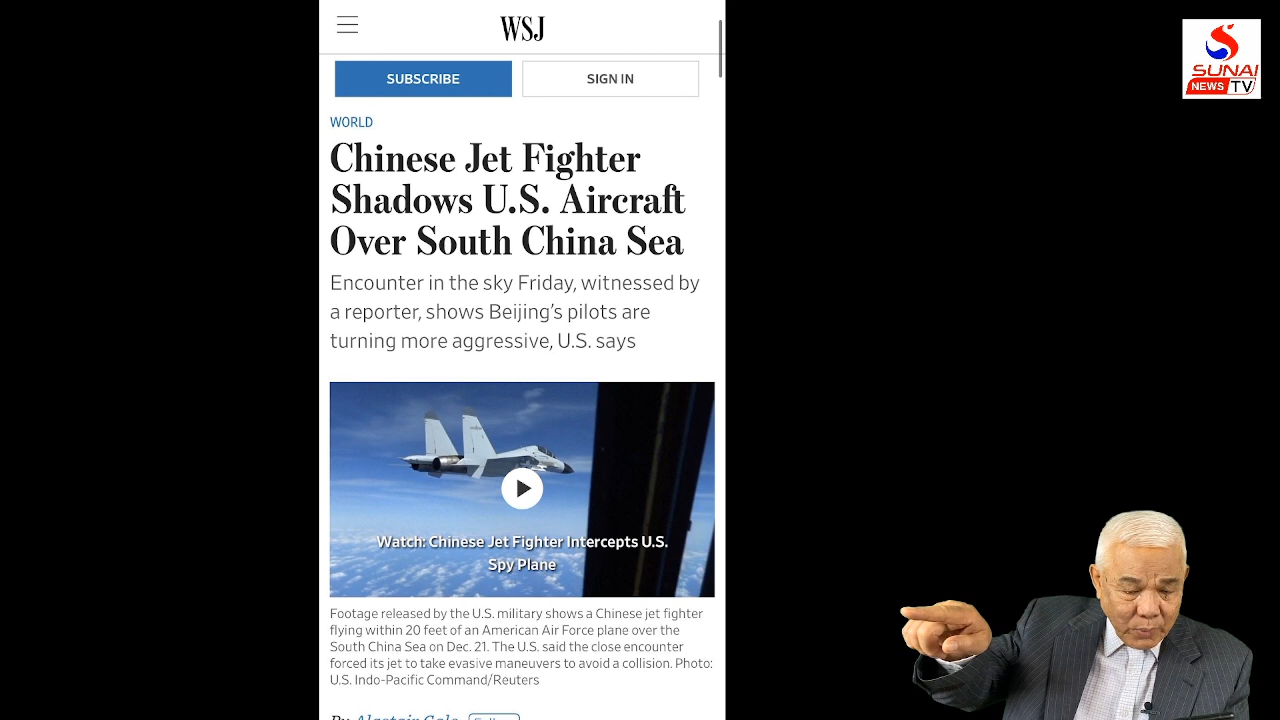 WSJ
SUBSCRIBE
SIGN IN
WORLD
Chinese Jet Fighter
Shadows U.S. Aircraft
Over South China Sea
Encounter in the sky Friday, witnessed by
a reporter, shows Beijing's pilots are
turning more aggressive, U.S. says
Watch: Chinese Jet Fighter Intercepts U.S.
Spy Plane
Footage released by the U.S. military shows a Chinese jet fighter
flying within 20 feet of an American Air Force plane over the
South China Sea on Dec. 21. The U.S. said the close encounter
forced its jet to take evasive maneuvers to avoid a collision. Photo:
U.S. Indo-Pacific Command/Reuters
By Alastair Gale
SUNAI
NEWS TV